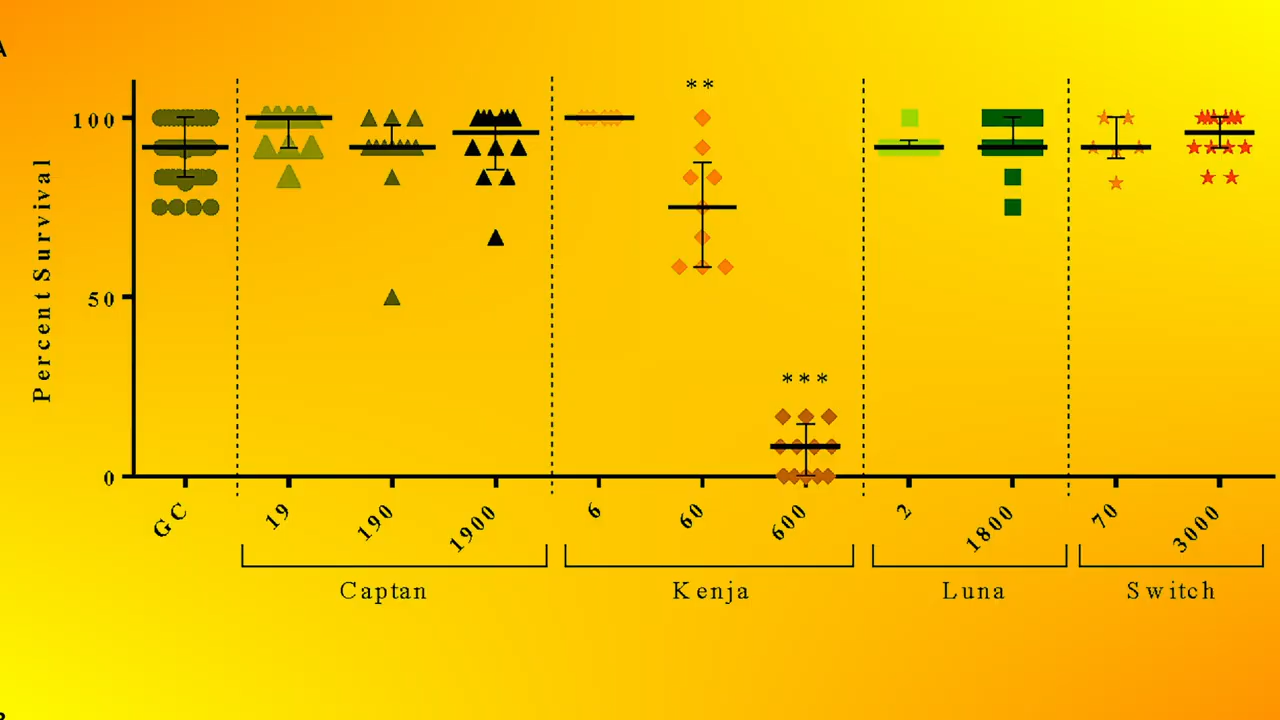 A
Percent Survival
100
50
0
**
***
GC
19
190
1900
6
60
600
2
1800
70
3000
Captan
Kenja
Luna
Switch